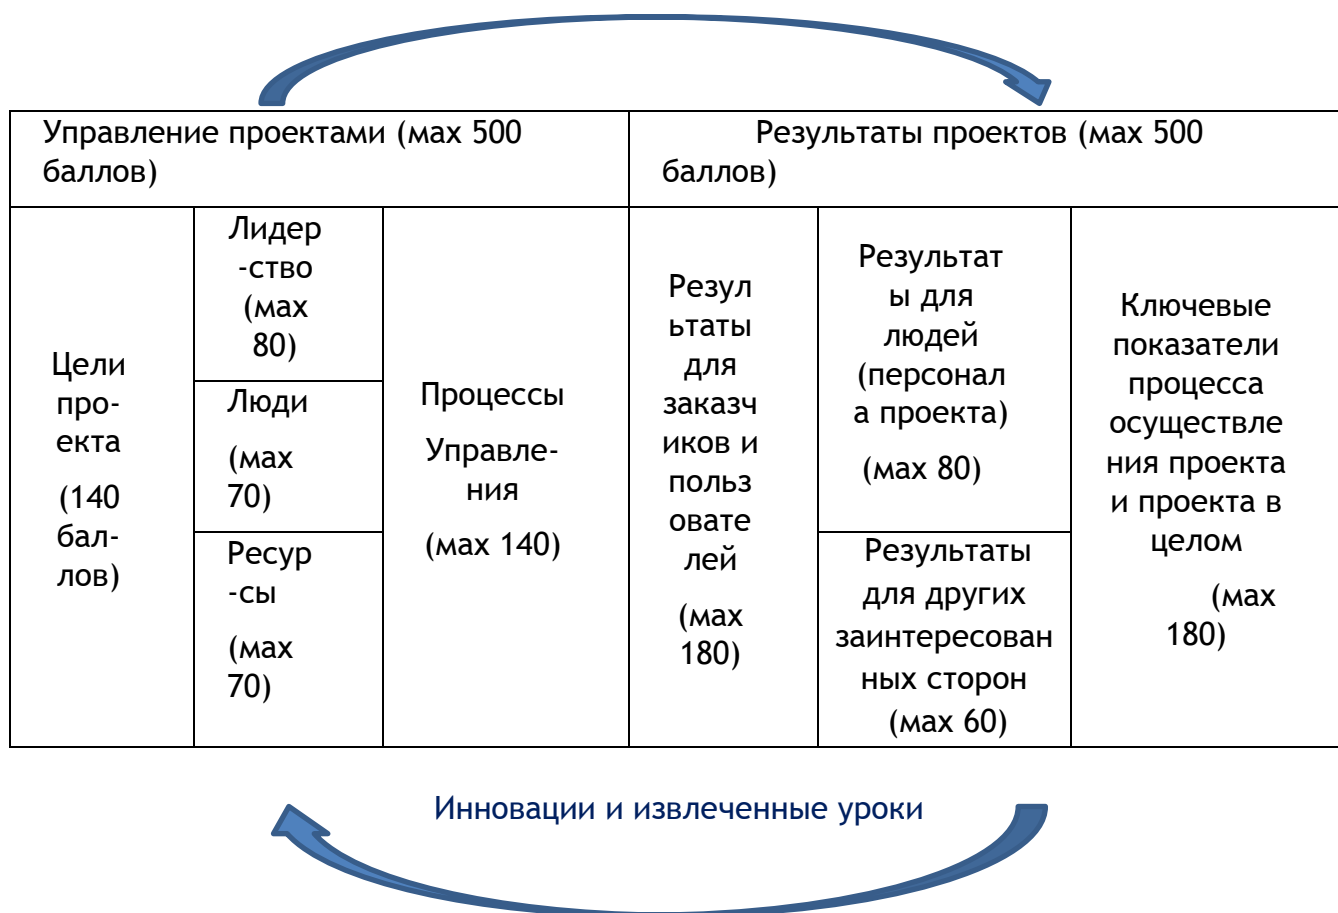 Управление проектами (мах 500
баллов)
Результаты проектов (мах 500
баллов)
Цели
про-
екта
(140
бал-
лов)
Лидер
-ство
(мах
80)
Люди
(мах
70)
Ресур
-сы
(мах
70)
Процессы
Управле-
ния
(мах 140)
Резул
ьтаты
для
заказч
иков и
польз
овате
лей
(мах
180)
Результат
ы для
людей
(персонал
а проекта)
(мах 80)
Результаты
для других
заинтересован
ных сторон
(мах 60)
Ключевые
показатели
процесса
осуществле
ния проекта
и проекта в
целом
(мах
180)
Инновации и извлеченные уроки